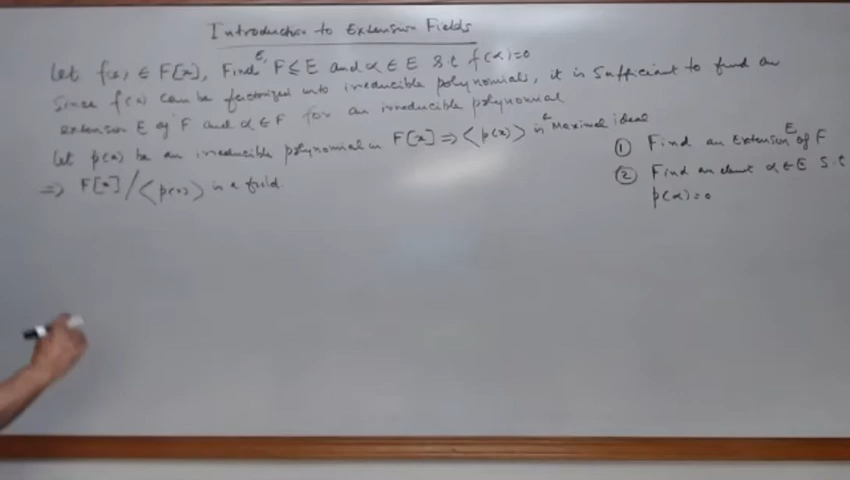 Introduction to Extension Fields
Let f(x) ∈ F[x], Find E, F ≤ E and α ∈ E s.t f(α)=0
Since f(x) can be factorized into irreducible polynomials, it is sufficient to find an
extension E of F and α ∈ F for an irreducible polynomial
Let p(x) be an irreducible polynomial in F[x] ⇒ <p(x)> is a Maximal ideal
⇒ F[x]/<p(x)> is a field.
① Find an Extension E of F
② Find an element α ∈ E s.t
p(α)=0